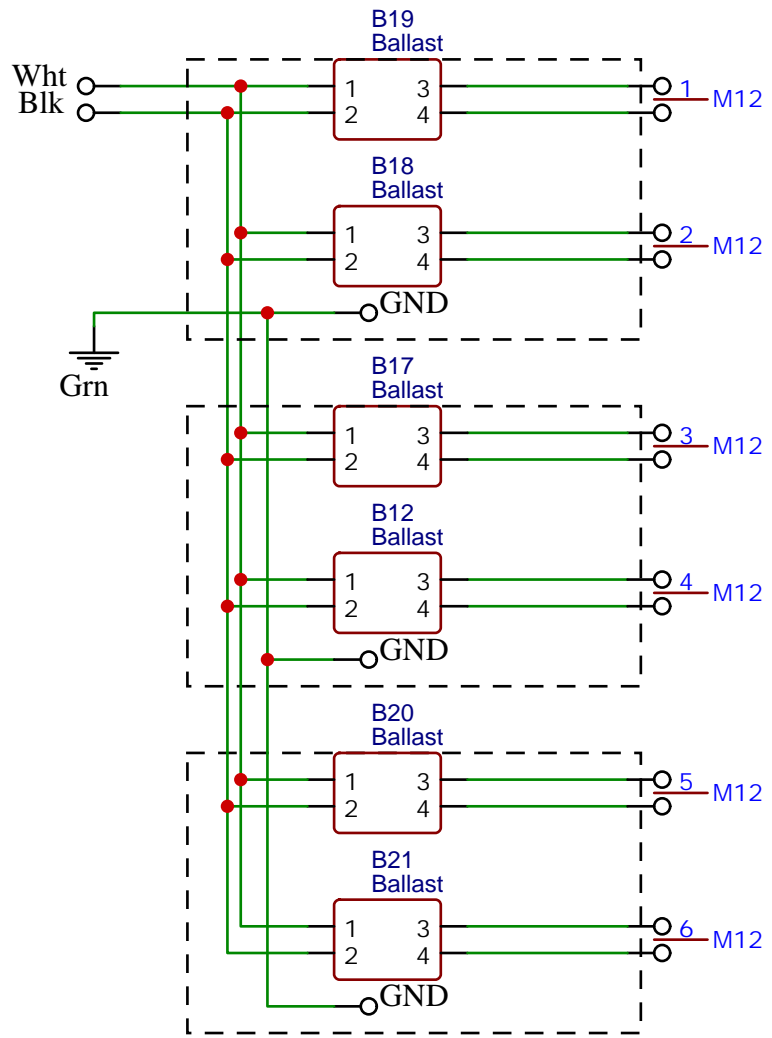 B19
Ballast
Wht
Blk
1 3
2 4
1 M12
B18
Ballast
1 3
2 4
2 M12
GND
Grn
B17
Ballast
1 3
2 4
3 M12
B12
Ballast
1 3
2 4
4 M12
GND
B20
Ballast
1 3
2 4
5 M12
B21
Ballast
1 3
2 4
6 M12
GND